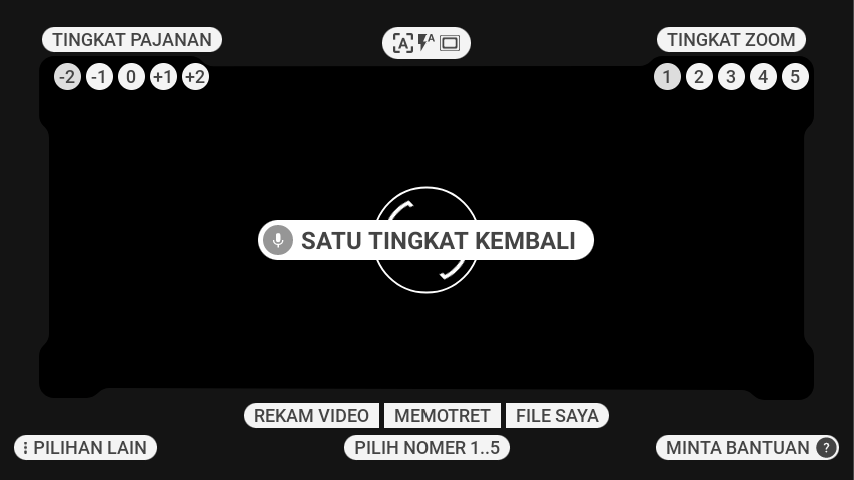 TINGKAT PAJANAN
A
A
TINGKAT ZOOM
-2 -1 0 +1 +2
1 2 3 4 5
SATU TINGKAT KEMBALI
REKAM VIDEO MEMOTRET FILE SAYA
PILIHAN LAIN PILIH NOMER 1..5 MINTA BANTUAN ?